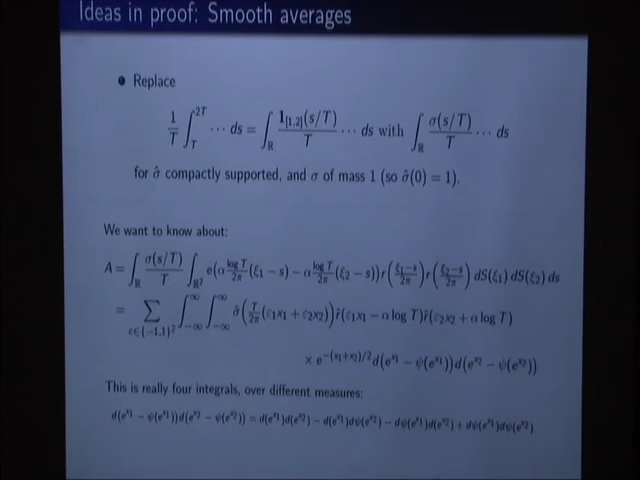 Ideas in proof: Smooth averages
● Replace
1/T ∫_T^{2T} ⋯ ds = ∫_ℝ 1_{[1,2]}(s/T)/T ⋯ ds with ∫_ℝ σ(s/T)/T ⋯ ds
for σ̂ compactly supported, and σ of mass 1 (so σ̂(0) = 1).
We want to know about:
A = ∫_ℝ σ(s/T)/T ∫_{ℝ²} e(α (log T)/(2π) (ξ₁ − s) − α (log T)/(2π) (ξ₂ − s)) r((ξ₁−s)/(2π)) r((ξ₂−s)/(2π)) dS(ξ₁) dS(ξ₂) ds
= ∑_{ε∈{−1,1}²} ∫_{−∞}^{∞} ∫_{−∞}^{∞} σ̂(T/(2π) (ε₁x₁ + ε₂x₂)) r̂(ε₁x₁ − α log T) r̂(ε₂x₂ + α log T)
× e^{−(x₁+x₂)/2} d(e^{x₁} − ψ(e^{x₁})) d(e^{x₂} − ψ(e^{x₂}))
This is really four integrals, over different measures:
d(e^{x₁} − ψ(e^{x₁}))d(e^{x₂} − ψ(e^{x₂})) = d(e^{x₁})d(e^{x₂}) − d(e^{x₁})dψ(e^{x₂}) − dψ(e^{x₁})d(e^{x₂}) + dψ(e^{x₁})dψ(e^{x₂})